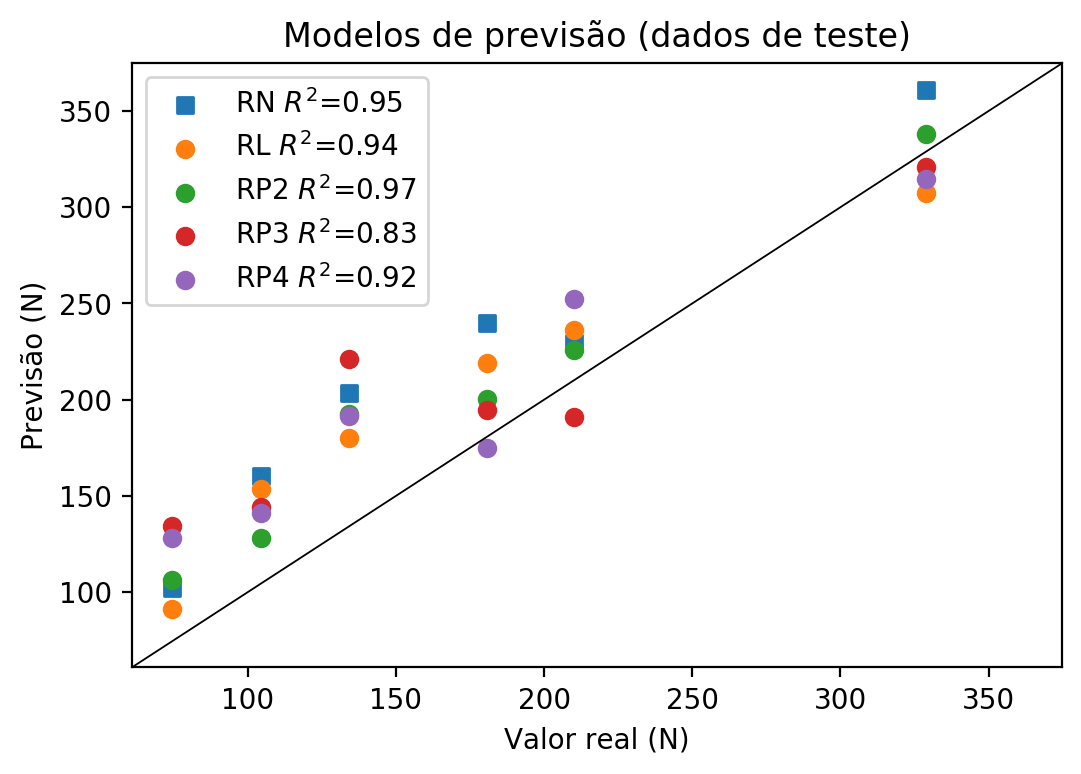 Modelos de previsão (dados de teste)
RN R²=0.95
RL R²=0.94
RP2 R²=0.97
RP3 R²=0.83
RP4 R²=0.92
Previsão (N)
350
300
250
200
150
100
100 150 200 250 300 350
Valor real (N)